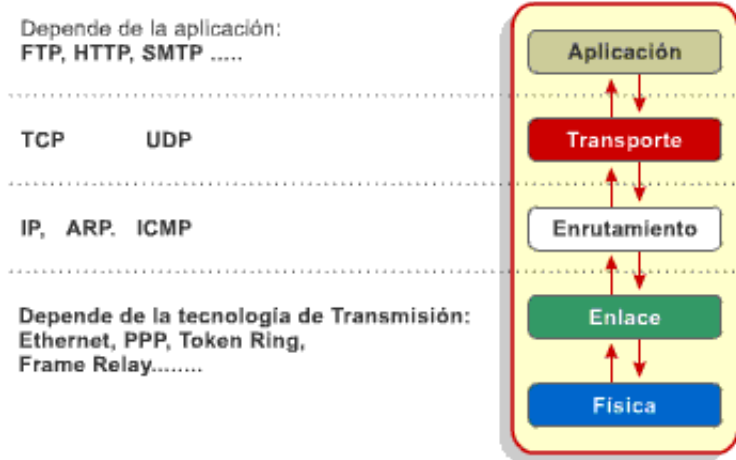 Depende de la aplicación:
FTP, HTTP, SMTP .....
Aplicación
TCP UDP
Transporte
IP, ARP. ICMP
Enrutamiento
Depende de la tecnología de Transmisión:
Ethernet, PPP, Token Ring,
Frame Relay........
Enlace
Física